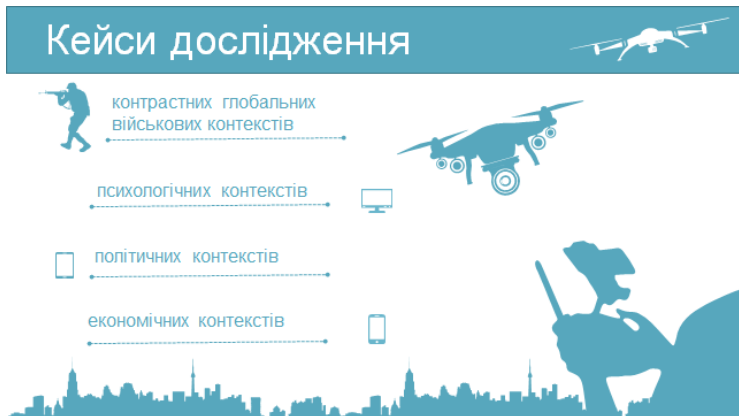 Кейси дослідження
контрастних глобальних
військових контекстів
психологічних контекстів
політичних контекстів
економічних контекстів